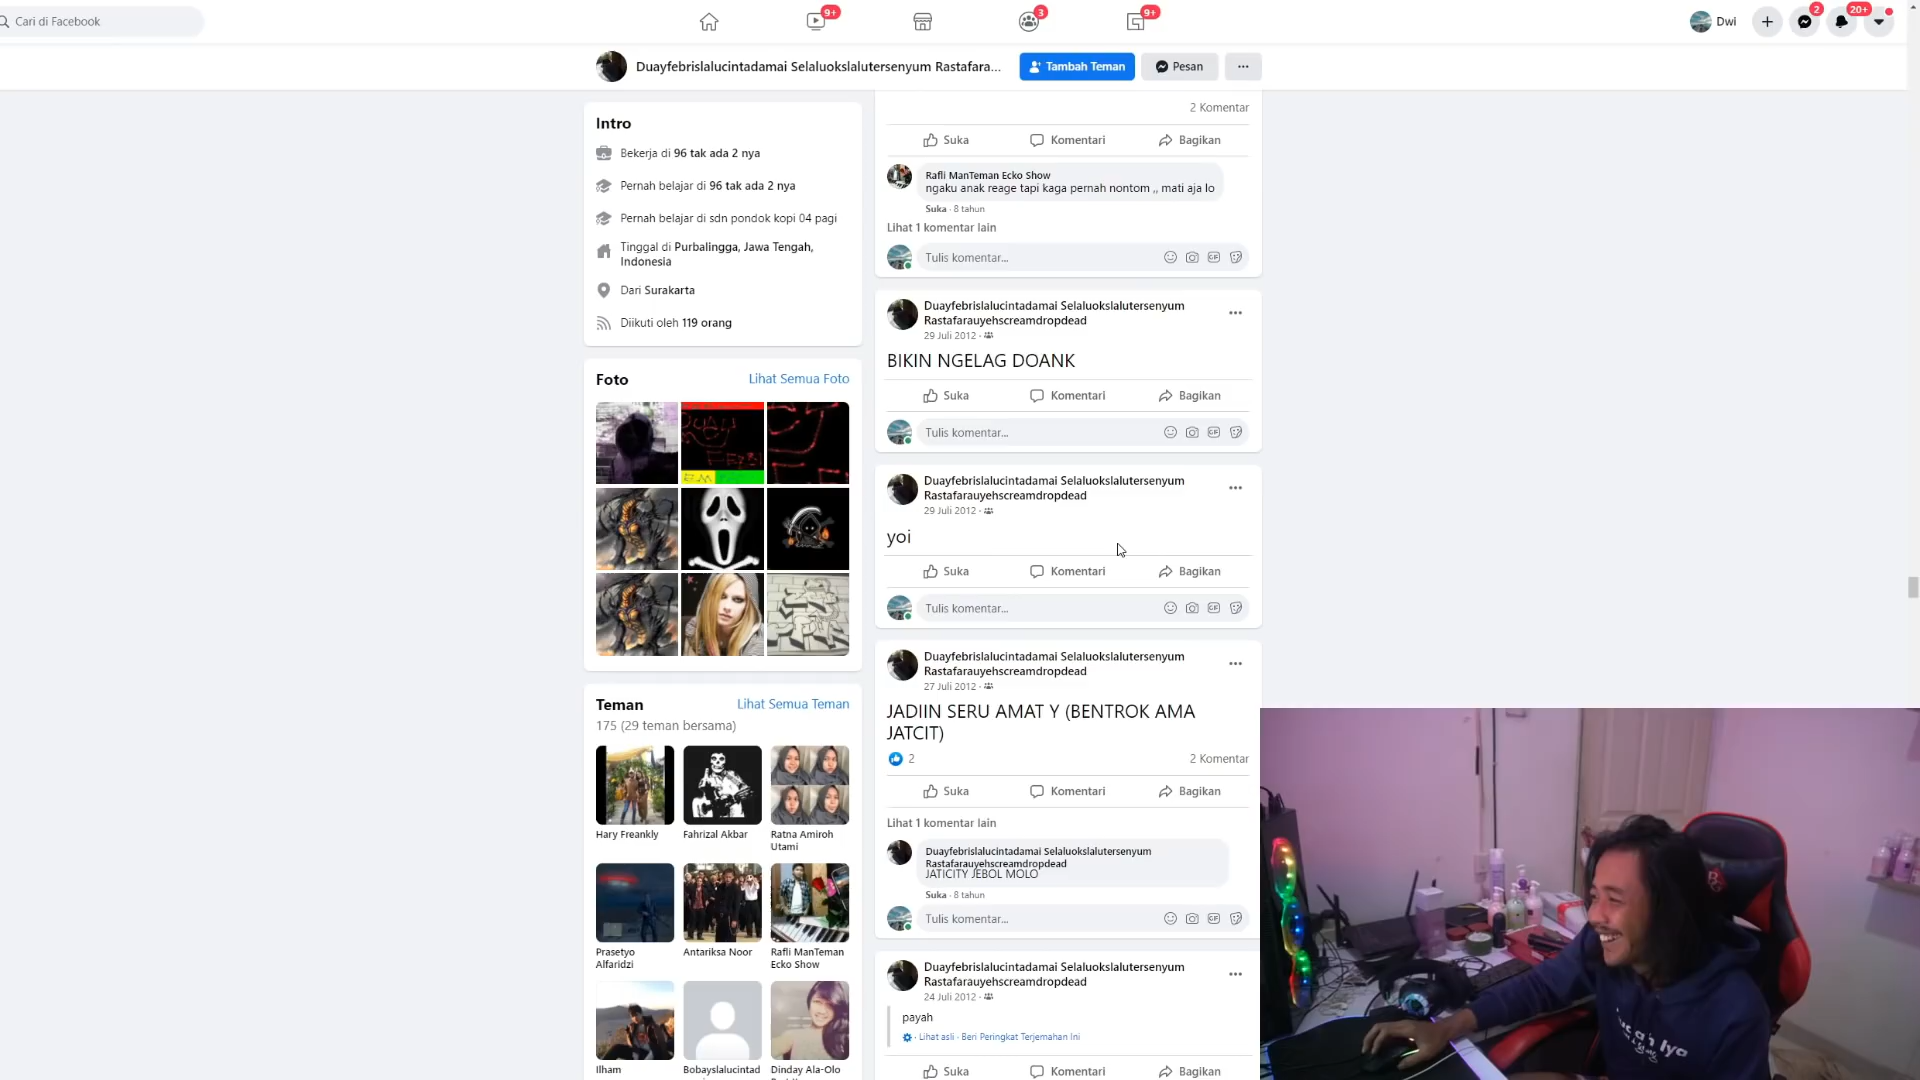 Cari di Facebook
9+
3
9+
Dwi
2
20+
Duayfebrislalucintadamai Selaluokslalutersenyum Rastafara...
Tambah Teman
Pesan
Intro
Bekerja di 96 tak ada 2 nya
Pernah belajar di 96 tak ada 2 nya
Pernah belajar di sdn pondok kopi 04 pagi
Tinggal di Purbalingga, Jawa Tengah,
Indonesia
Dari Surakarta
Diikuti oleh 119 orang
Foto
Lihat Semua Foto
Teman
Lihat Semua Teman
175 (29 teman bersama)
Hary Freankly
Fahrizal Akbar
Ratna Amiroh
Utami
Prasetyo
Alfaridzi
Antariksa Noor
Rafli ManTeman
Ecko Show
Ilham
Bobayslalucintad
Dinday Ala-Olo
2 Komentar
Suka
Komentari
Bagikan
Rafli ManTeman Ecko Show
ngaku anak reage tapi kaga pernah nontom ,, mati aja lo
Suka · 8 tahun
Lihat 1 komentar lain
Tulis komentar...
Duayfebrislalucintadamai Selaluokslalutersenyum
Rastafarauyehscreamdropdead
29 Juli 2012 ·
BIKIN NGELAG DOANK
Suka
Komentari
Bagikan
Tulis komentar...
Duayfebrislalucintadamai Selaluokslalutersenyum
Rastafarauyehscreamdropdead
29 Juli 2012 ·
yoi
Suka
Komentari
Bagikan
Tulis komentar...
Duayfebrislalucintadamai Selaluokslalutersenyum
Rastafarauyehscreamdropdead
27 Juli 2012 ·
JADIIN SERU AMAT Y (BENTROK AMA
JATCIT)
2
2 Komentar
Suka
Komentari
Bagikan
Lihat 1 komentar lain
Duayfebrislalucintadamai Selaluokslalutersenyum
Rastafarauyehscreamdropdead
JATICITY JEBOL MOLO
Suka · 8 tahun
Tulis komentar...
Duayfebrislalucintadamai Selaluokslalutersenyum
Rastafarauyehscreamdropdead
24 Juli 2012 ·
payah
· Lihat asli · Beri Peringkat Terjemahan Ini
Suka
Komentari
Bagikan